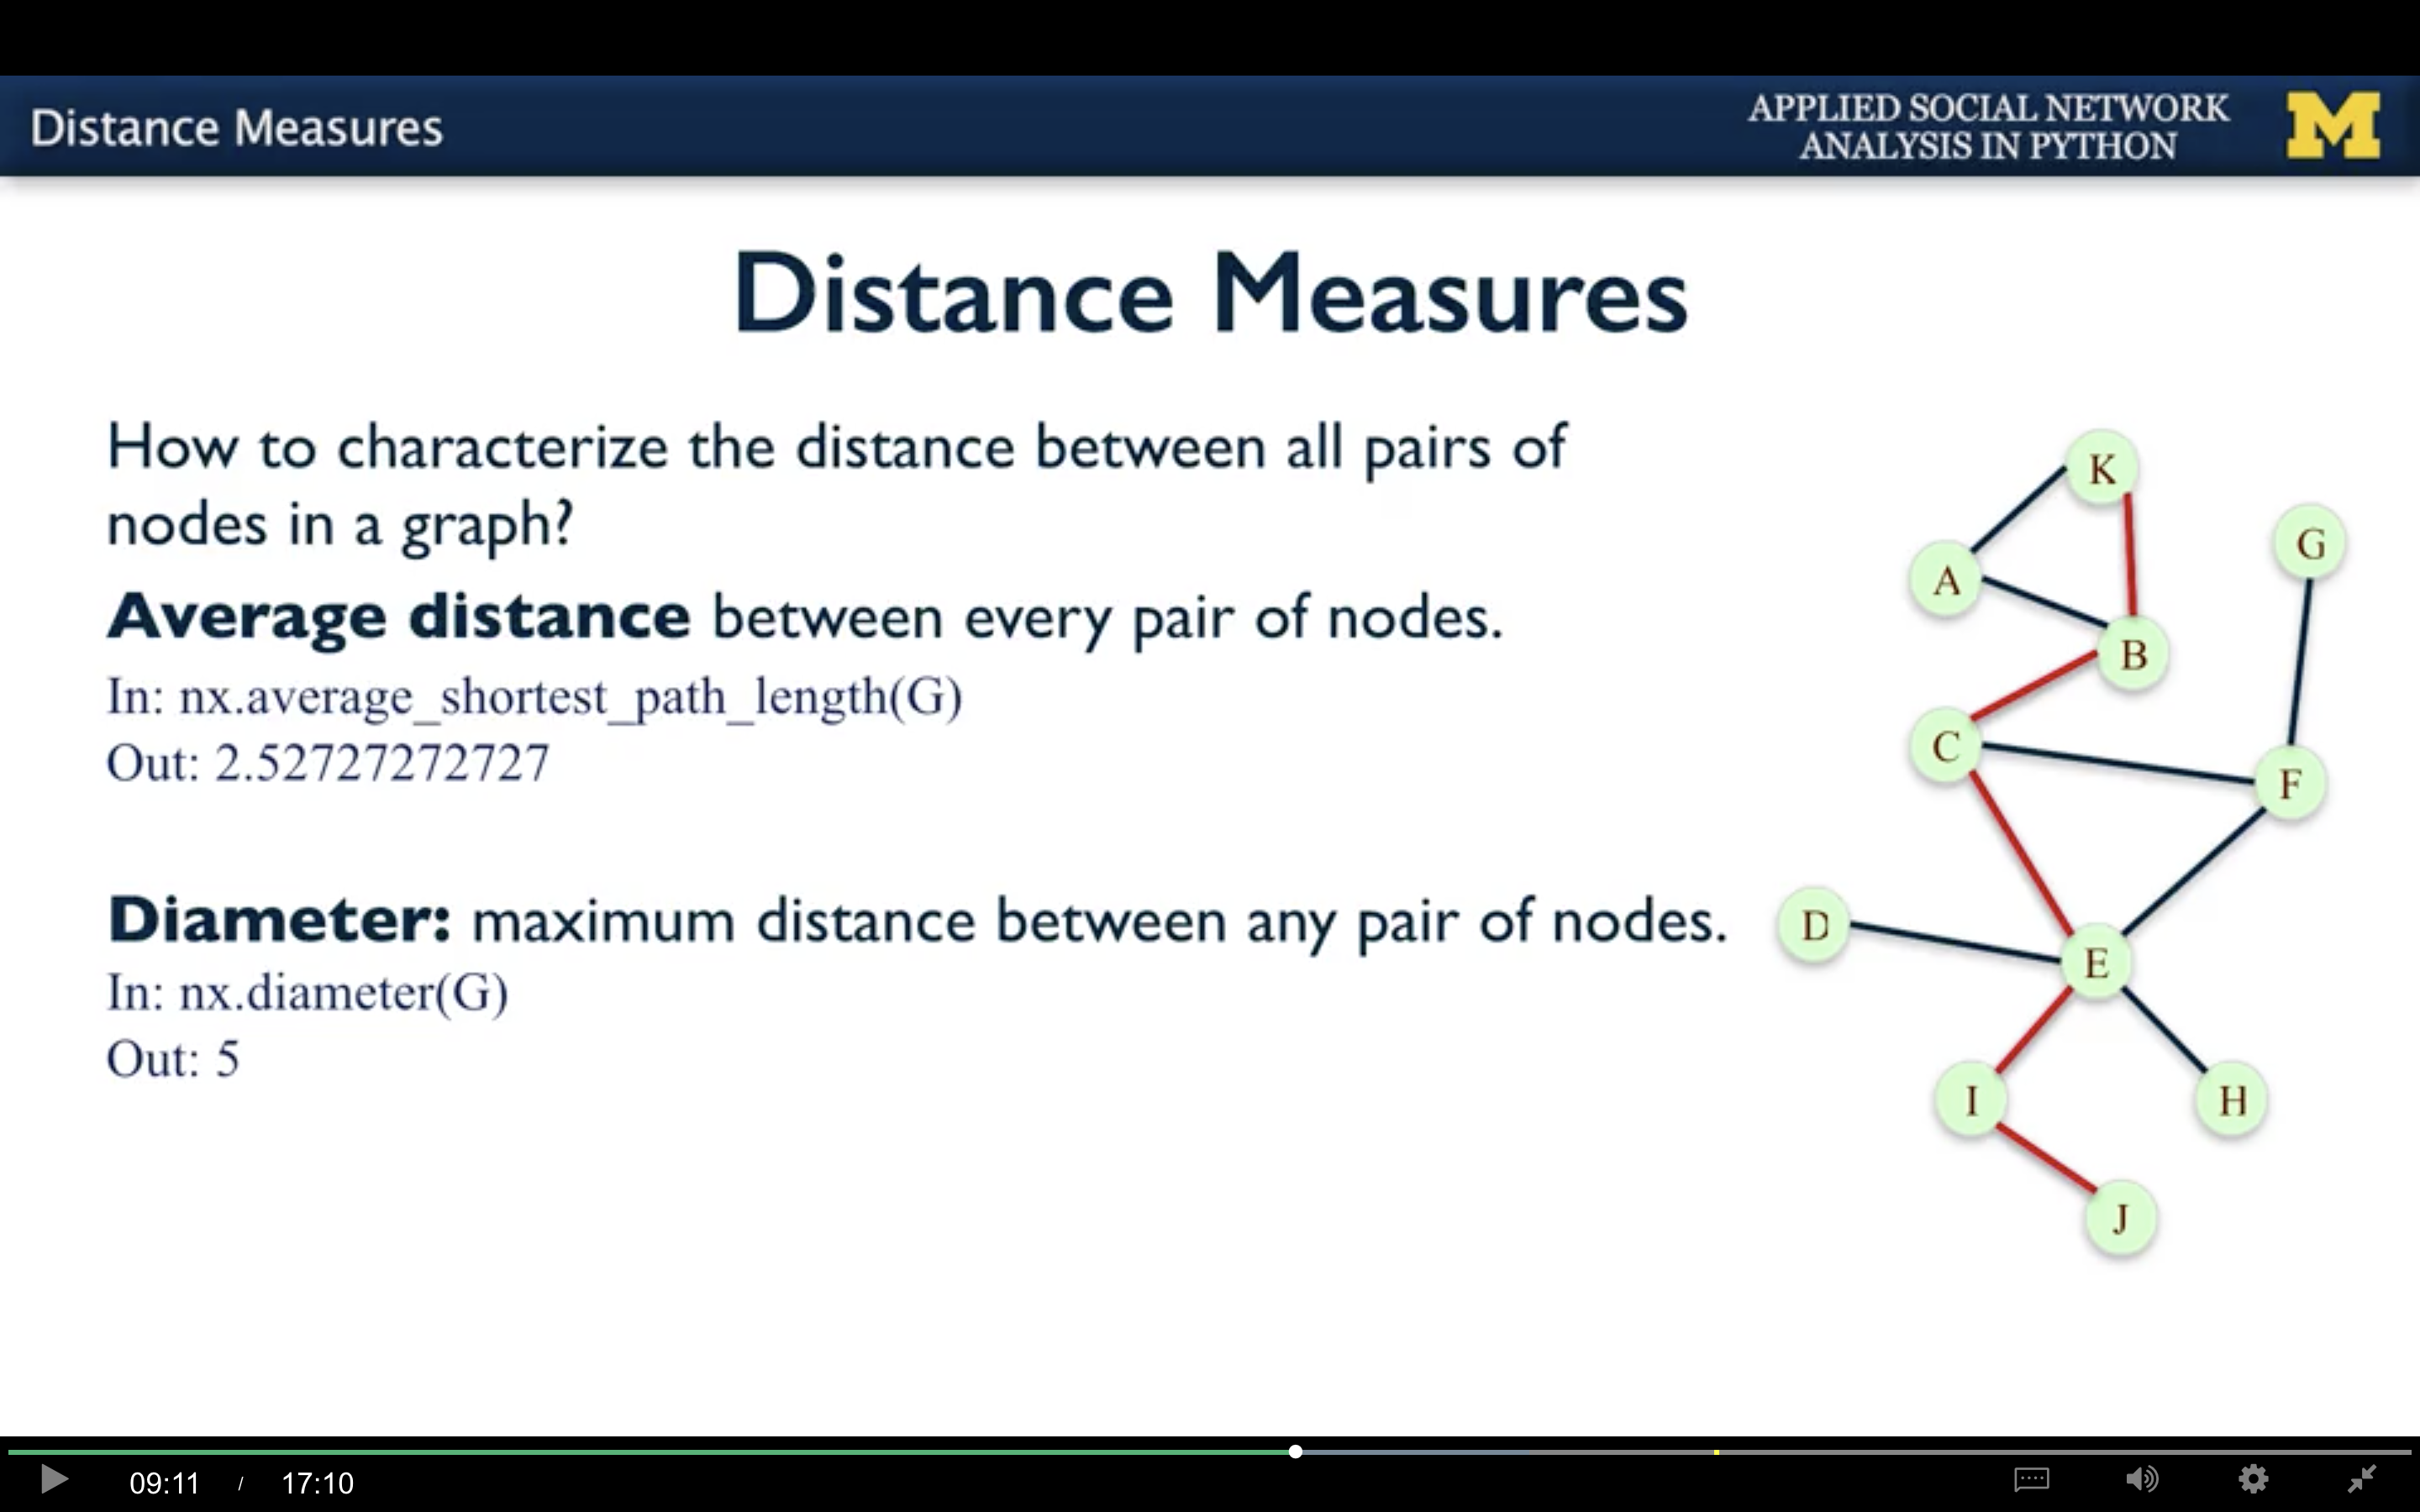 Distance Measures
APPLIED SOCIAL NETWORK
ANALYSIS IN PYTHON
M
Distance Measures
How to characterize the distance between all pairs of
nodes in a graph?
Average distance between every pair of nodes.
In: nx.average_shortest_path_length(G)
Out: 2.52727272727
Diameter: maximum distance between any pair of nodes.
In: nx.diameter(G)
Out: 5
K
G
A
B
C
F
D
E
I
H
J
09:11 / 17:10